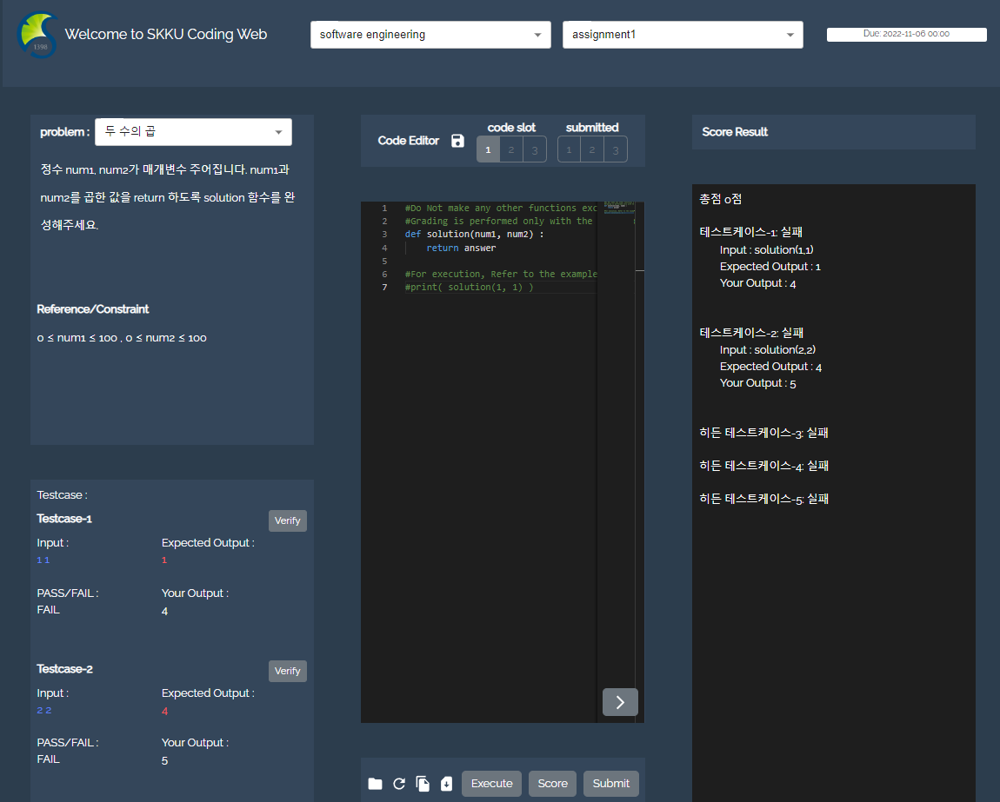 1398
Welcome to SKKU Coding Web
software engineering
assignment1
Due: 2022-11-06 00:00
problem :
두 수의 곱
정수 num1, num2가 매개변수 주어집니다. num1과
num2를 곱한 값을 return 하도록 solution 함수를 완
성해주세요.
Reference/Constraint
0 ≤ num1 ≤ 100 , 0 ≤ num2 ≤ 100
Testcase :
Testcase-1
Verify
Input :
Expected Output :
1 1
1
PASS/FAIL :
Your Output :
FAIL
4
Testcase-2
Verify
Input :
Expected Output :
2 2
4
PASS/FAIL :
Your Output :
FAIL
5
Code Editor
code slot
submitted
1 2 3
1 2 3
1 #Do Not make any other functions exc
2 #Grading is performed only with the
3 def solution(num1, num2) :
4 return answer
5
6 #For execution, Refer to the example
7 #print( solution(1, 1) )
Execute
Score
Submit
Score Result
총점 0점
테스트케이스-1: 실패
Input : solution(1,1)
Expected Output : 1
Your Output : 4
테스트케이스-2: 실패
Input : solution(2,2)
Expected Output : 4
Your Output : 5
히든 테스트케이스-3: 실패
히든 테스트케이스-4: 실패
히든 테스트케이스-5: 실패